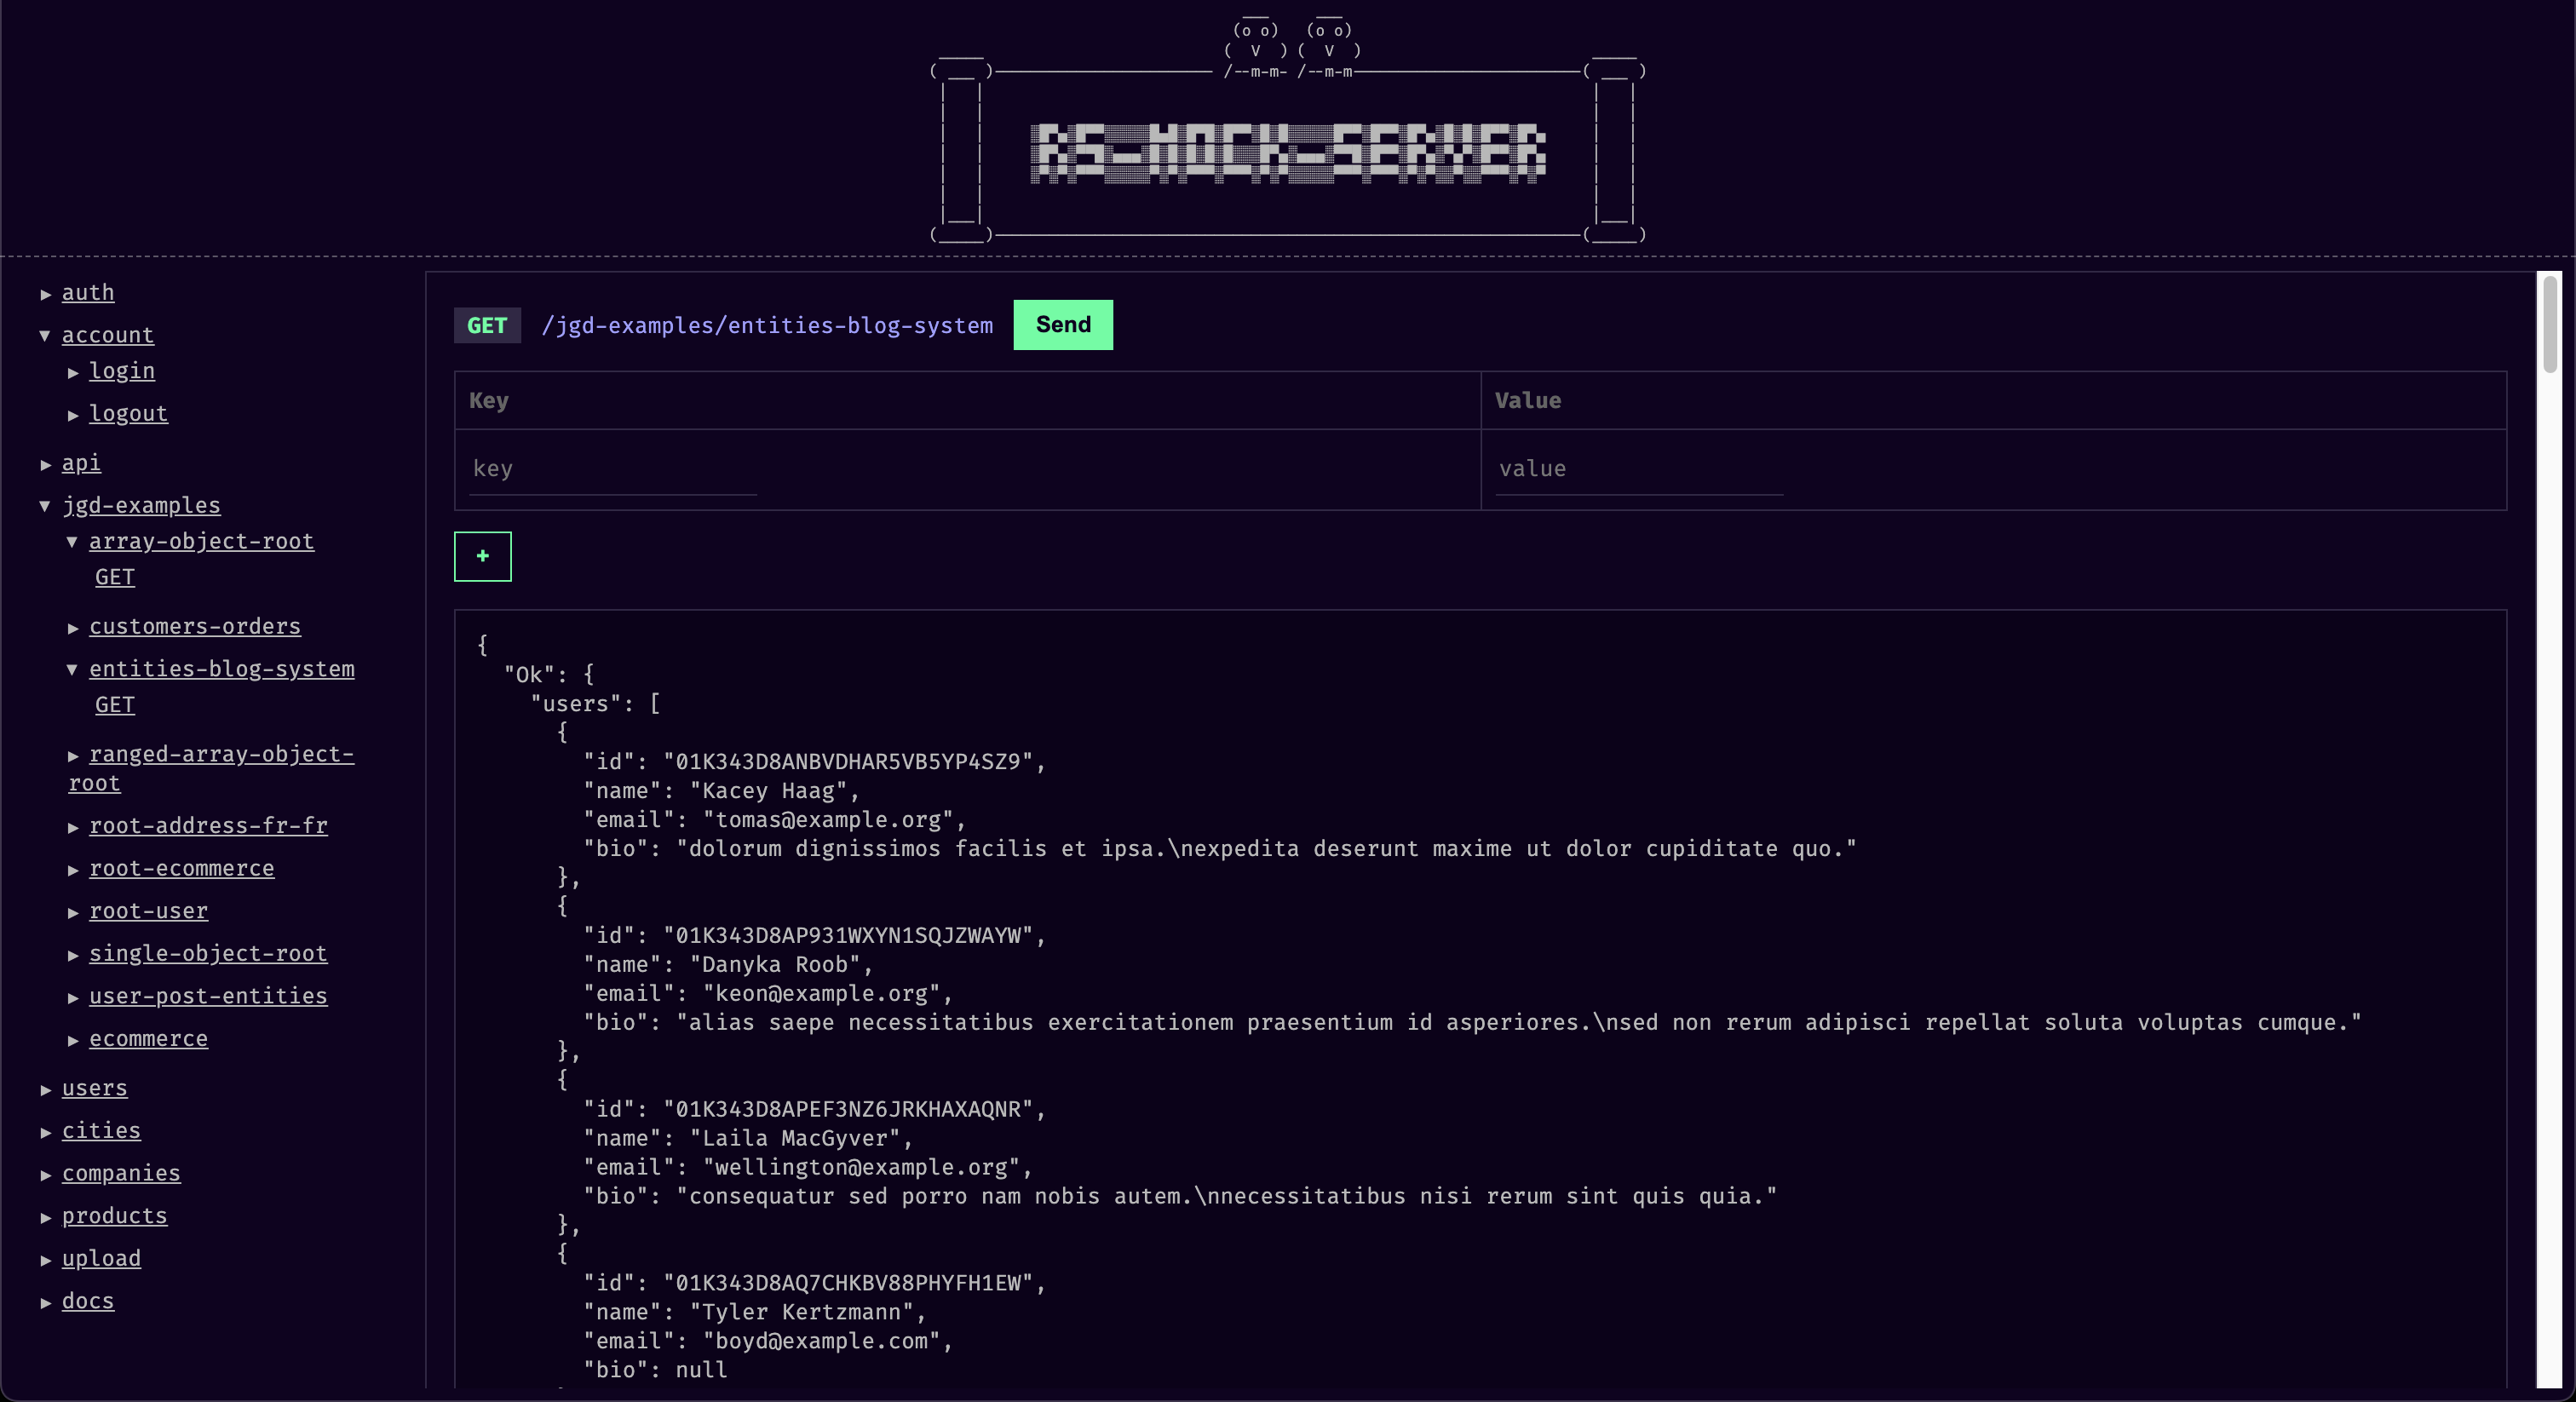 RS-MOCK-SERVER
auth
account
login
logout
api
jgd-examples
array-object-root
GET
customers-orders
entities-blog-system
GET
ranged-array-object-
root
root-address-fr-fr
root-ecommerce
root-user
single-object-root
user-post-entities
ecommerce
users
cities
companies
products
upload
docs
GET /jgd-examples/entities-blog-system Send
Key Value
key value
+
{
"Ok": {
"users": [
{
"id": "01K343D8ANBVDHAR5VB5YP4SZ9",
"name": "Kacey Haag",
"email": "tomas@example.org",
"bio": "dolorum dignissimos facilis et ipsa.\nexpedita deserunt maxime ut dolor cupiditate quo."
},
{
"id": "01K343D8AP931WXYN1SQJZWAYW",
"name": "Danyka Roob",
"email": "keon@example.org",
"bio": "alias saepe necessitatibus exercitationem praesentium id asperiores.\nsed non rerum adipisci repellat soluta voluptas cumque."
},
{
"id": "01K343D8APEF3NZ6JRKHAXAQNR",
"name": "Laila MacGyver",
"email": "wellington@example.org",
"bio": "consequatur sed porro nam nobis autem.\nnecessitatibus nisi rerum sint quis quia."
},
{
"id": "01K343D8AQ7CHKBV88PHYFH1EW",
"name": "Tyler Kertzmann",
"email": "boyd@example.com",
"bio": null